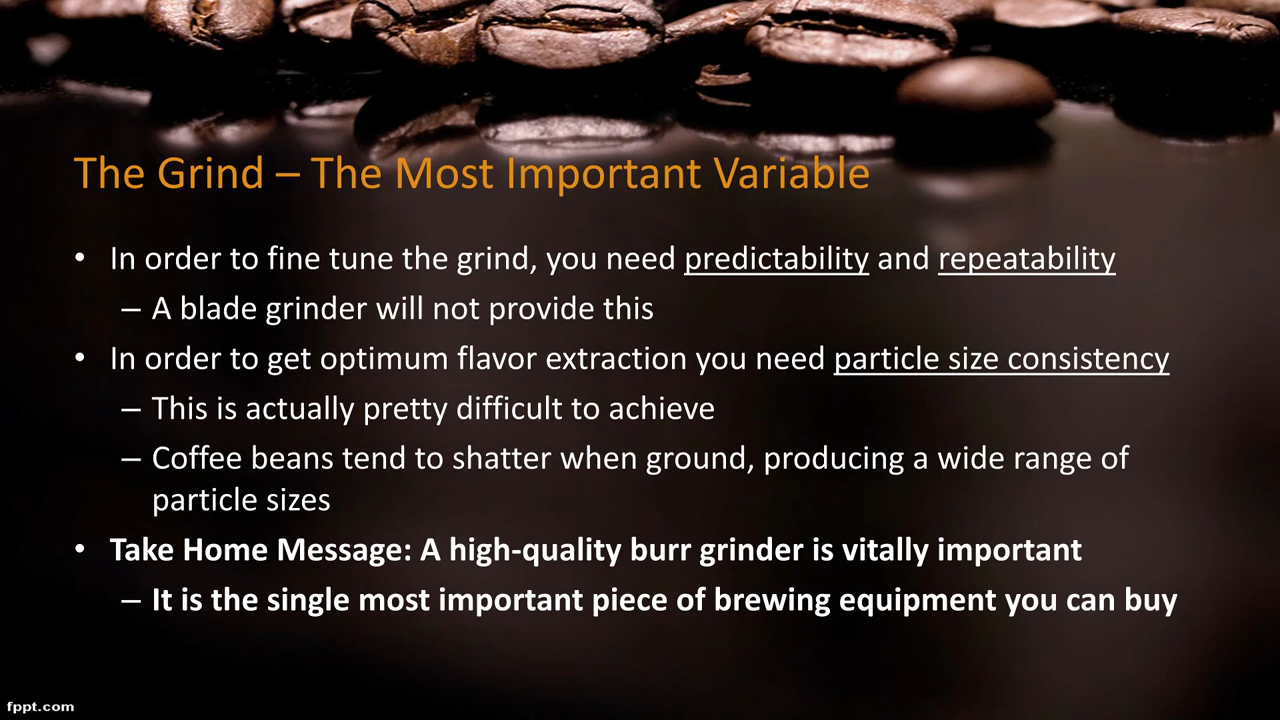 The Grind – The Most Important Variable
• In order to fine tune the grind, you need predictability and repeatability
– A blade grinder will not provide this
• In order to get optimum flavor extraction you need particle size consistency
– This is actually pretty difficult to achieve
– Coffee beans tend to shatter when ground, producing a wide range of
particle sizes
• Take Home Message: A high-quality burr grinder is vitally important
– It is the single most important piece of brewing equipment you can buy
fppt.com